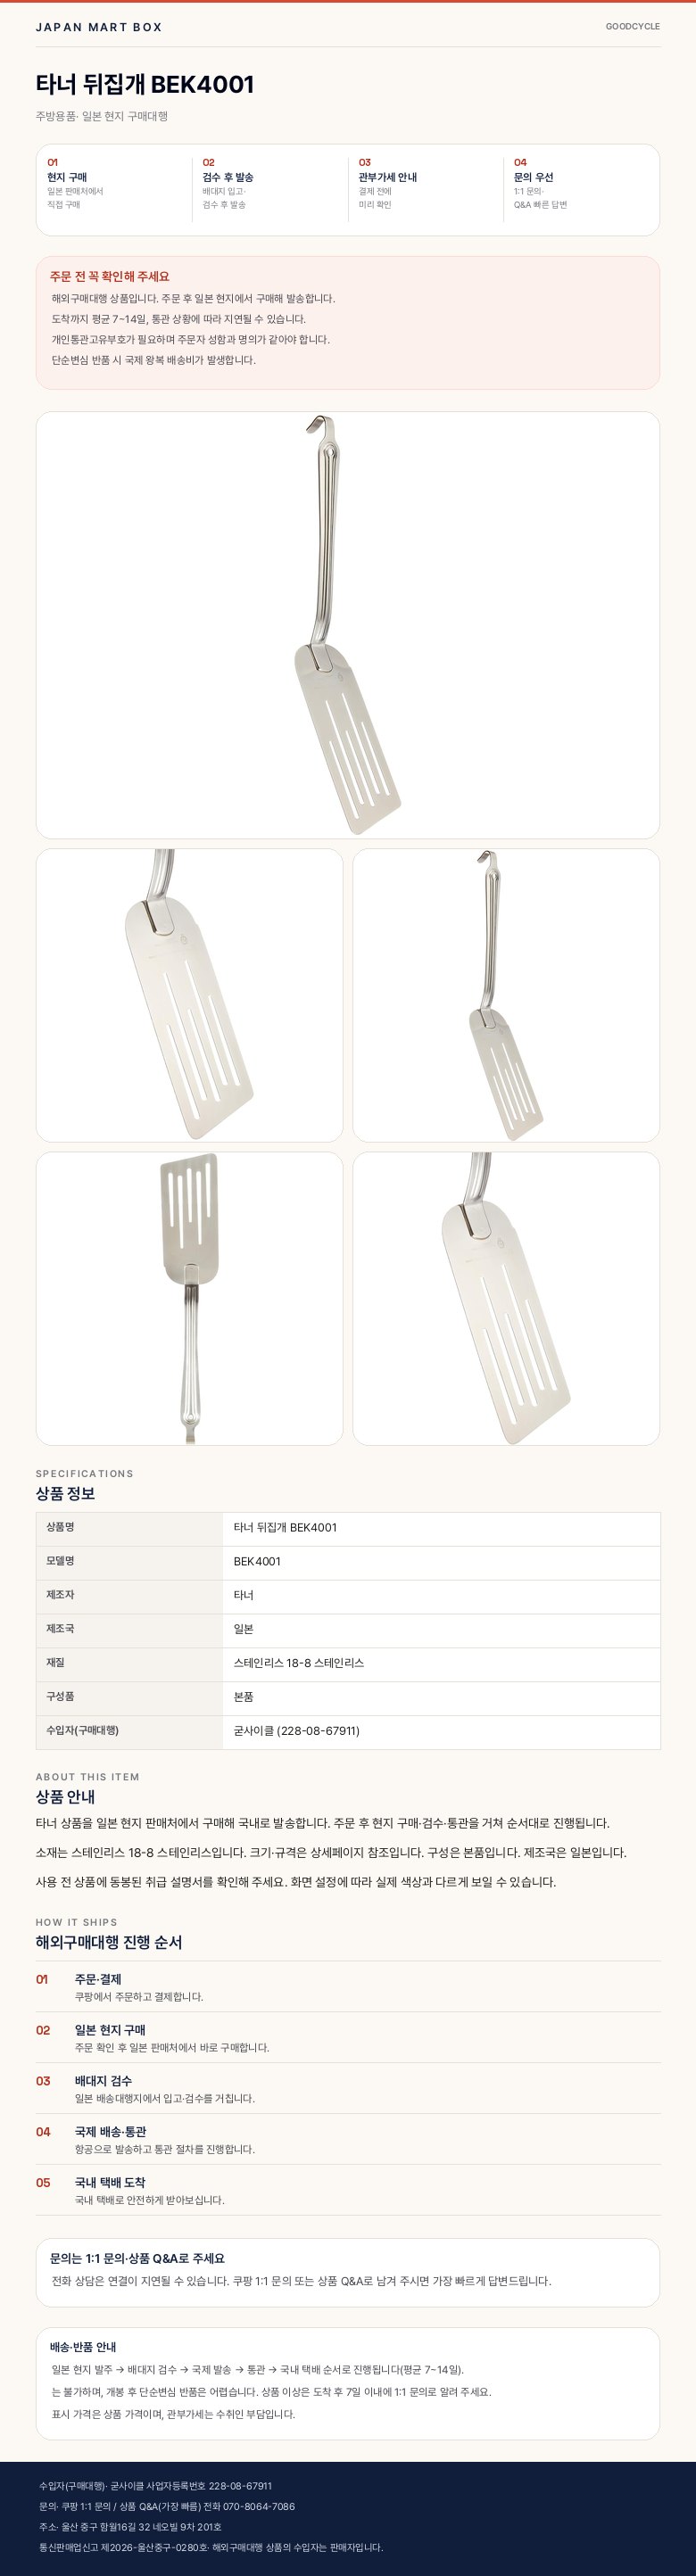 JAPAN MART BOX
GOODCYCLE
타너 뒤집개 BEK4001
주방용품· 일본 현지 구매대행
01
현지 구매
일본 판매처에서
직접 구매
02
검수 후 발송
배대지 입고·
검수 후 발송
03
관부가세 안내
결제 전에
미리 확인
04
문의 우선
1:1 문의·
Q&A 빠른 답변
주문 전 꼭 확인해 주세요
해외구매대행 상품입니다. 주문 후 일본 현지에서 구매해 발송합니다.
도착까지 평균 7~14일, 통관 상황에 따라 지연될 수 있습니다.
개인통관고유부호가 필요하며 주문자 성함과 명의가 같아야 합니다.
단순변심 반품 시 국제 왕복 배송비가 발생합니다.
SPECIFICATIONS
상품 정보
상품명 타너 뒤집개 BEK4001
모델명 BEK4001
제조자 타너
제조국 일본
재질 스테인리스 18-8 스테인리스
구성품 본품
수입자(구매대행) 굳사이클 (228-08-67911)
ABOUT THIS ITEM
상품 안내
타너 상품을 일본 현지 판매처에서 구매해 국내로 발송합니다. 주문 후 현지 구매·검수·통관을 거쳐 순서대로 진행됩니다.
소재는 스테인리스 18-8 스테인리스입니다. 크기·규격은 상세페이지 참조입니다. 구성은 본품입니다. 제조국은 일본입니다.
사용 전 상품에 동봉된 취급 설명서를 확인해 주세요. 화면 설정에 따라 실제 색상과 다르게 보일 수 있습니다.
HOW IT SHIPS
해외구매대행 진행 순서
01 주문·결제
쿠팡에서 주문하고 결제합니다.
02 일본 현지 구매
주문 확인 후 일본 판매처에서 바로 구매합니다.
03 배대지 검수
일본 배송대행지에서 입고·검수를 거칩니다.
04 국제 배송·통관
항공으로 발송하고 통관 절차를 진행합니다.
05 국내 택배 도착
국내 택배로 안전하게 받아보십니다.
문의는 1:1 문의·상품 Q&A로 주세요
전화 상담은 연결이 지연될 수 있습니다. 쿠팡 1:1 문의 또는 상품 Q&A로 남겨 주시면 가장 빠르게 답변드립니다.
배송·반품 안내
일본 현지 발주 → 배대지 검수 → 국제 발송 → 통관 → 국내 택배 순서로 진행됩니다(평균 7~14일).
는 불가하며, 개봉 후 단순변심 반품은 어렵습니다. 상품 이상은 도착 후 7일 이내에 1:1 문의로 알려 주세요.
표시 가격은 상품 가격이며, 관부가세는 수취인 부담입니다.
수입자(구매대행)· 굳사이클 사업자등록번호 228-08-67911
문의· 쿠팡 1:1 문의 / 상품 Q&A(가장 빠름) 전화 070-8064-7086
주소· 울산 중구 함월16길 32 네오빌 9차 201호
통신판매업신고 제2026-울산중구-0280호· 해외구매대행 상품의 수입자는 판매자입니다.